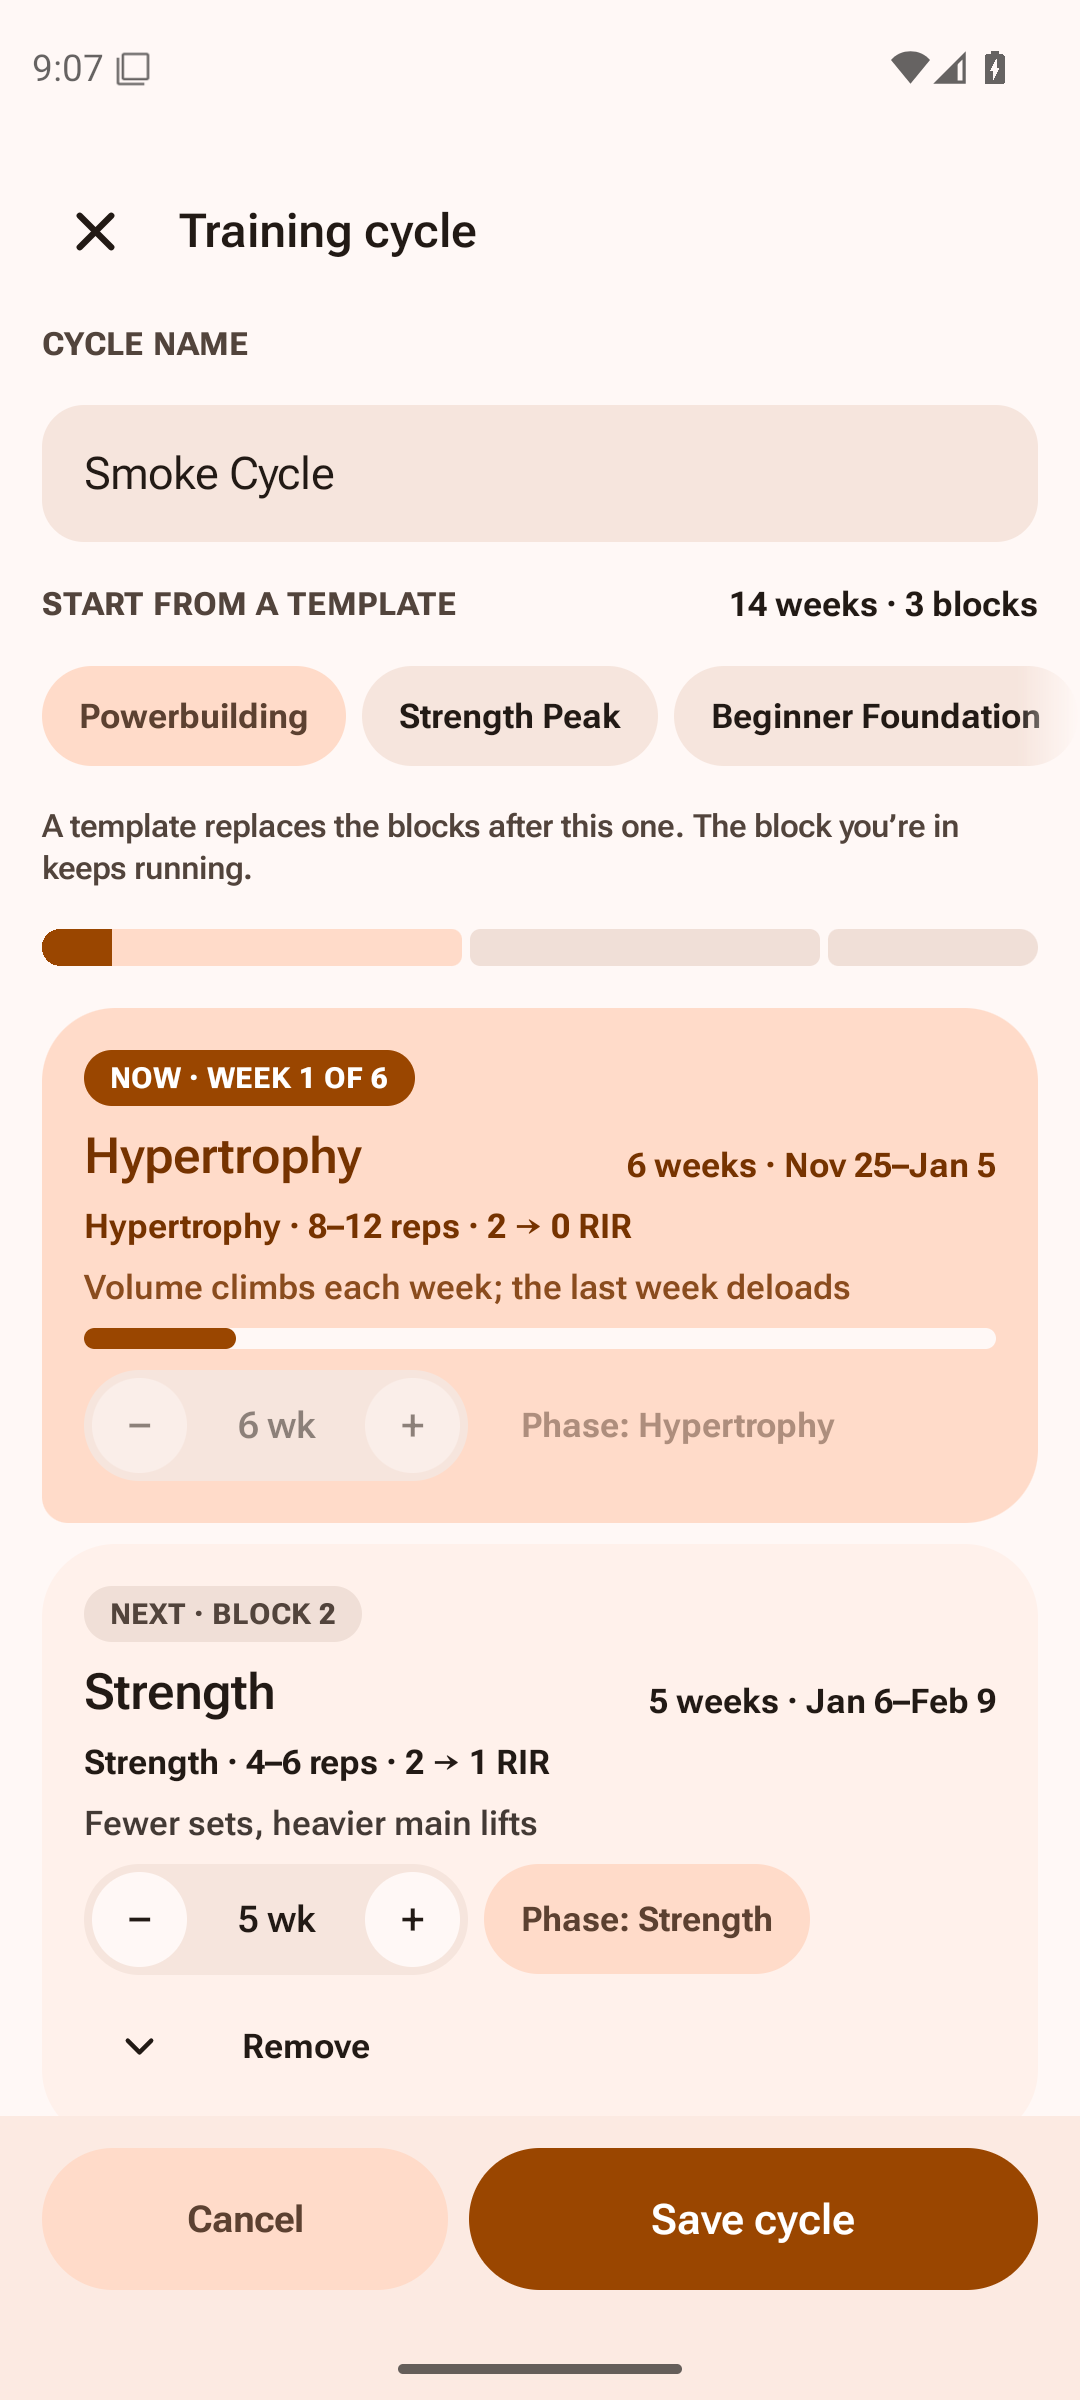 9:07
Training cycle
CYCLE NAME
Smoke Cycle
START FROM A TEMPLATE
14 weeks · 3 blocks
Powerbuilding
Strength Peak
Beginner Foundation
A template replaces the blocks after this one. The block you’re in
keeps running.
NOW · WEEK 1 OF 6
Hypertrophy
6 weeks · Nov 25–Jan 5
Hypertrophy · 8–12 reps · 2 → 0 RIR
Volume climbs each week; the last week deloads
− 6 wk +
Phase: Hypertrophy
NEXT · BLOCK 2
Strength
5 weeks · Jan 6–Feb 9
Strength · 4–6 reps · 2 → 1 RIR
Fewer sets, heavier main lifts
− 5 wk +
Phase: Strength
Remove
Cancel
Save cycle